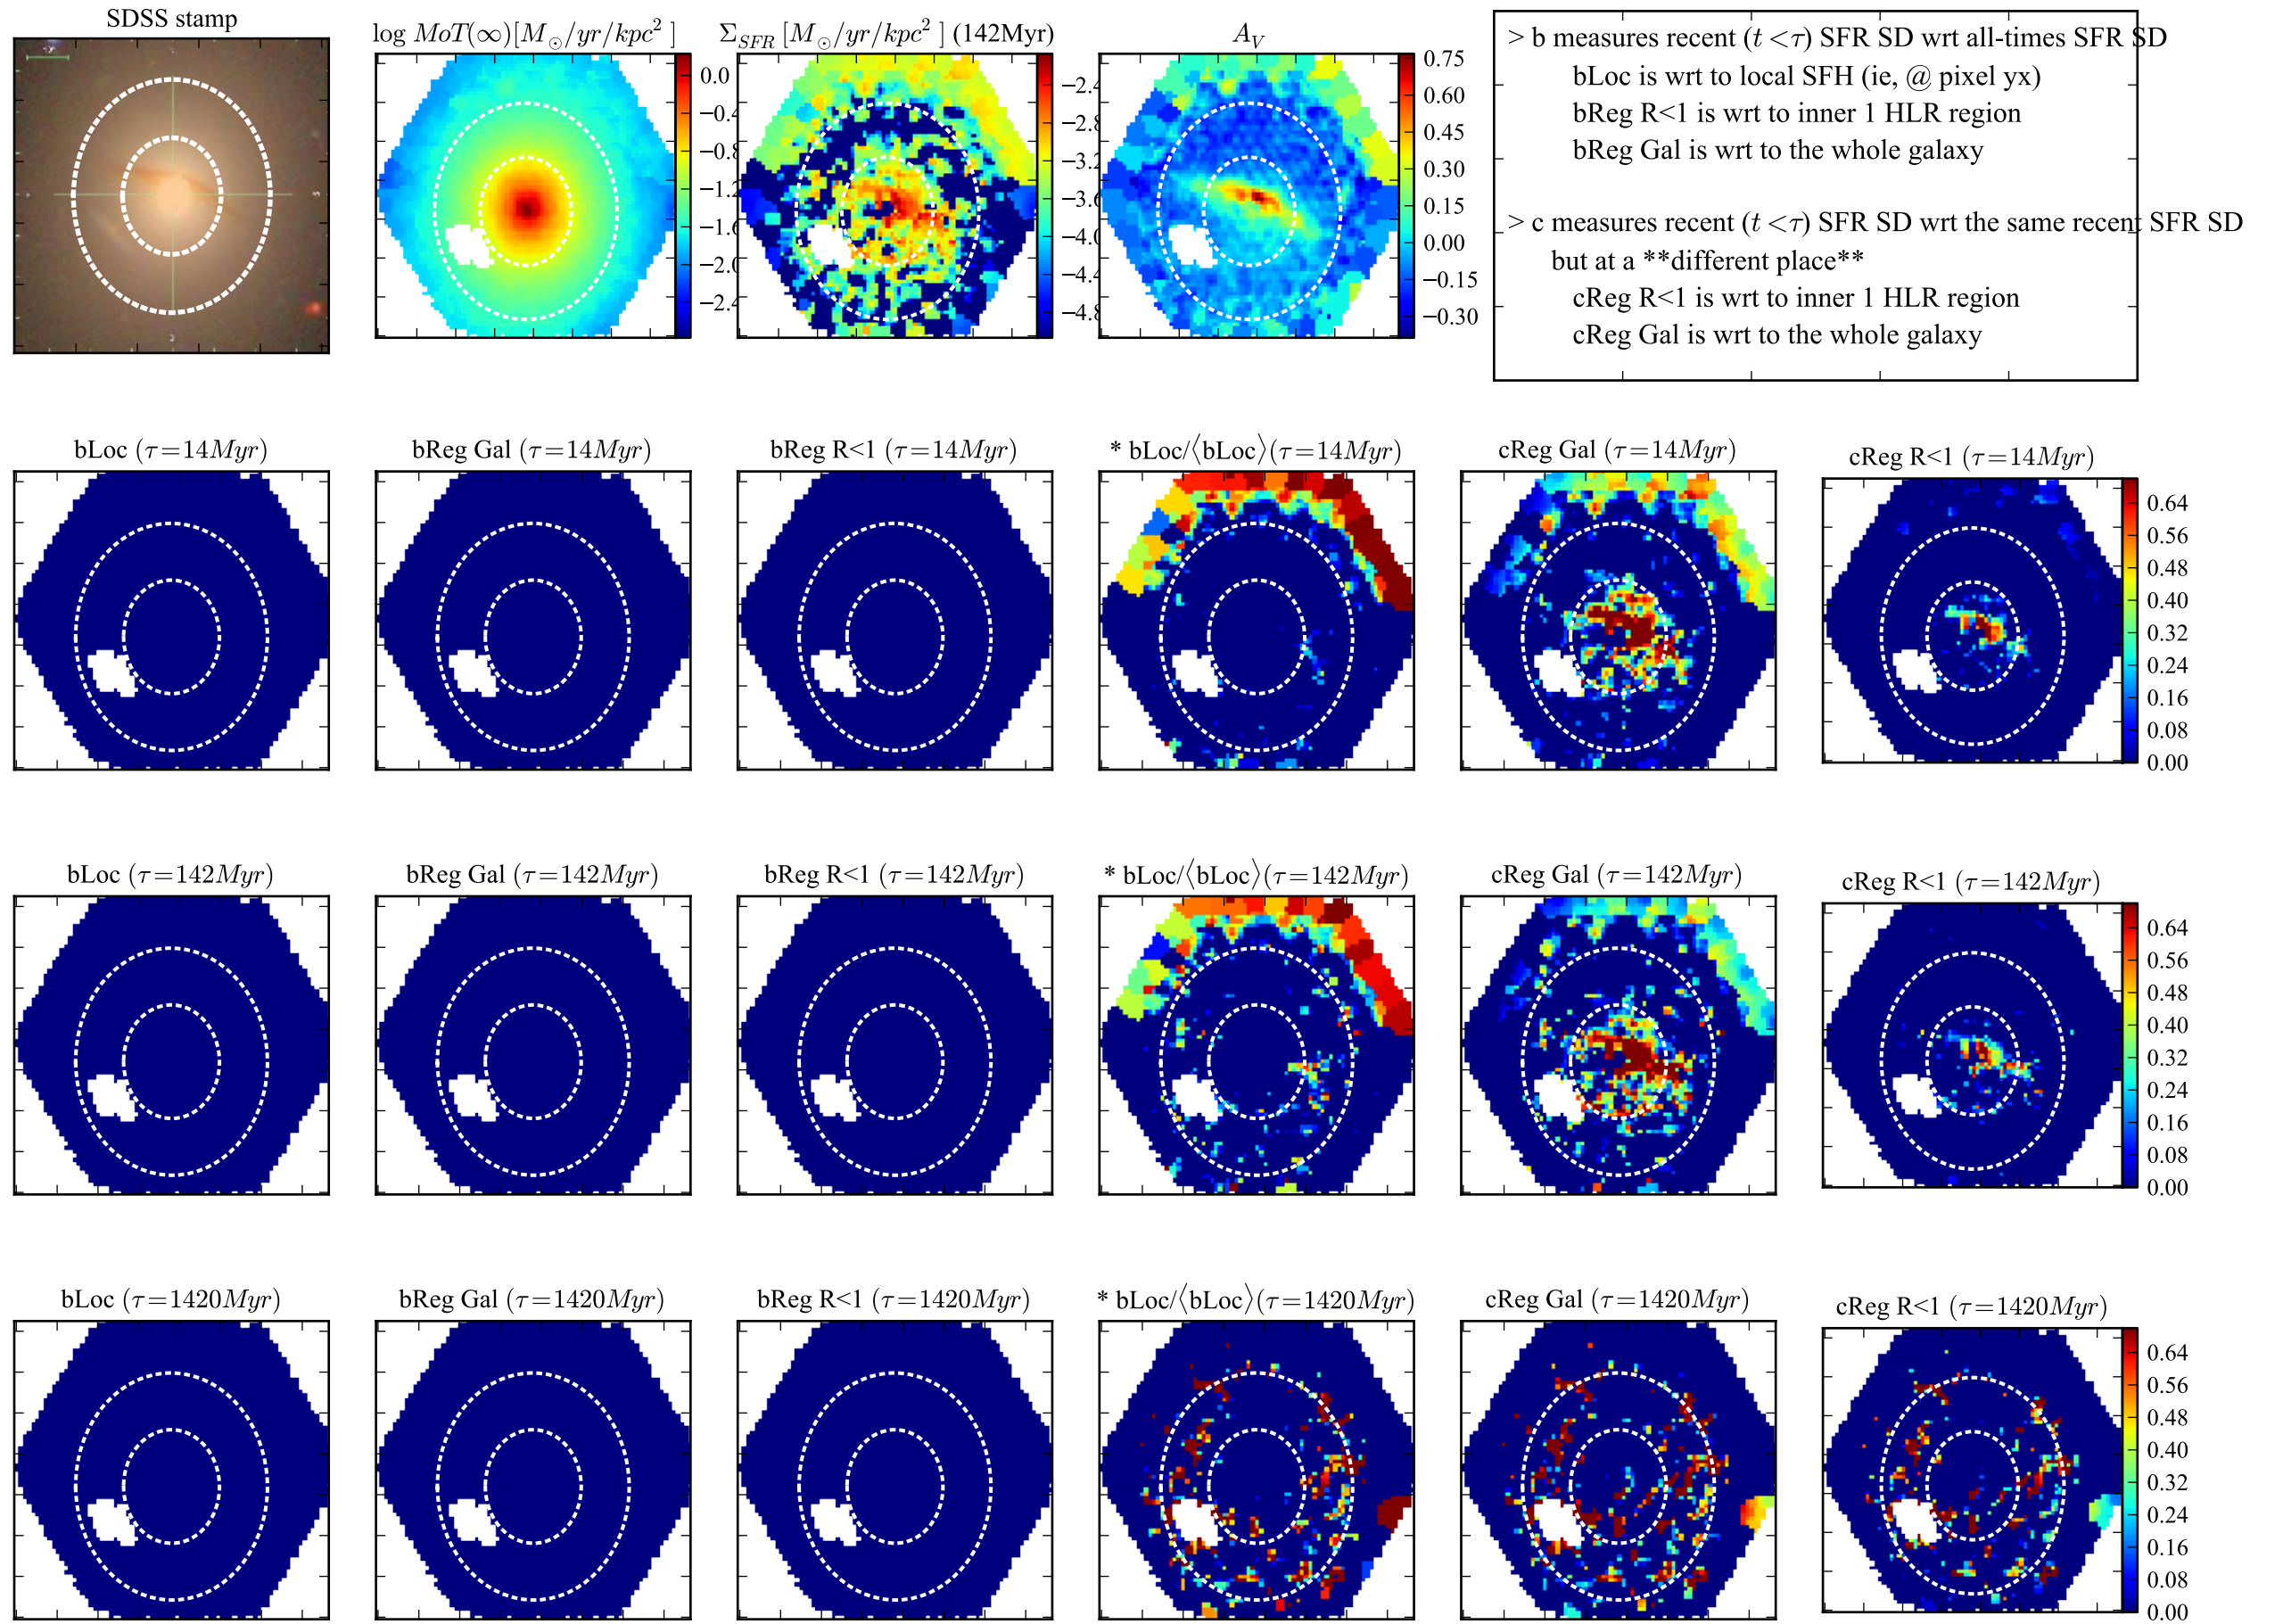 SDSS stamp
log MoT(∞)[M⊙/yr/kpc²]
Σ_SFR [M⊙/yr/kpc²] (142Myr)
A_V
0.0
−0.4
−0.8
−1.2
−1.6
−2.0
−2.4
−2.4
−2.8
−3.2
−3.6
−4.0
−4.4
−4.8
0.75
0.60
0.45
0.30
0.15
0.00
−0.15
−0.30
> b measures recent (t<τ) SFR SD wrt all-times SFR SD
bLoc is wrt to local SFH (ie, @ pixel yx)
bReg R<1 is wrt to inner 1 HLR region
bReg Gal is wrt to the whole galaxy
> c measures recent (t<τ) SFR SD wrt the same recent SFR SD
but at a **different place**
cReg R<1 is wrt to inner 1 HLR region
cReg Gal is wrt to the whole galaxy
bLoc (τ=14Myr)
bReg Gal (τ=14Myr)
bReg R<1 (τ=14Myr)
* bLoc/⟨bLoc⟩(τ=14Myr)
cReg Gal (τ=14Myr)
cReg R<1 (τ=14Myr)
0.64
0.56
0.48
0.40
0.32
0.24
0.16
0.08
0.00
bLoc (τ=142Myr)
bReg Gal (τ=142Myr)
bReg R<1 (τ=142Myr)
* bLoc/⟨bLoc⟩(τ=142Myr)
cReg Gal (τ=142Myr)
cReg R<1 (τ=142Myr)
0.64
0.56
0.48
0.40
0.32
0.24
0.16
0.08
0.00
bLoc (τ=1420Myr)
bReg Gal (τ=1420Myr)
bReg R<1 (τ=1420Myr)
* bLoc/⟨bLoc⟩(τ=1420Myr)
cReg Gal (τ=1420Myr)
cReg R<1 (τ=1420Myr)
0.64
0.56
0.48
0.40
0.32
0.24
0.16
0.08
0.00